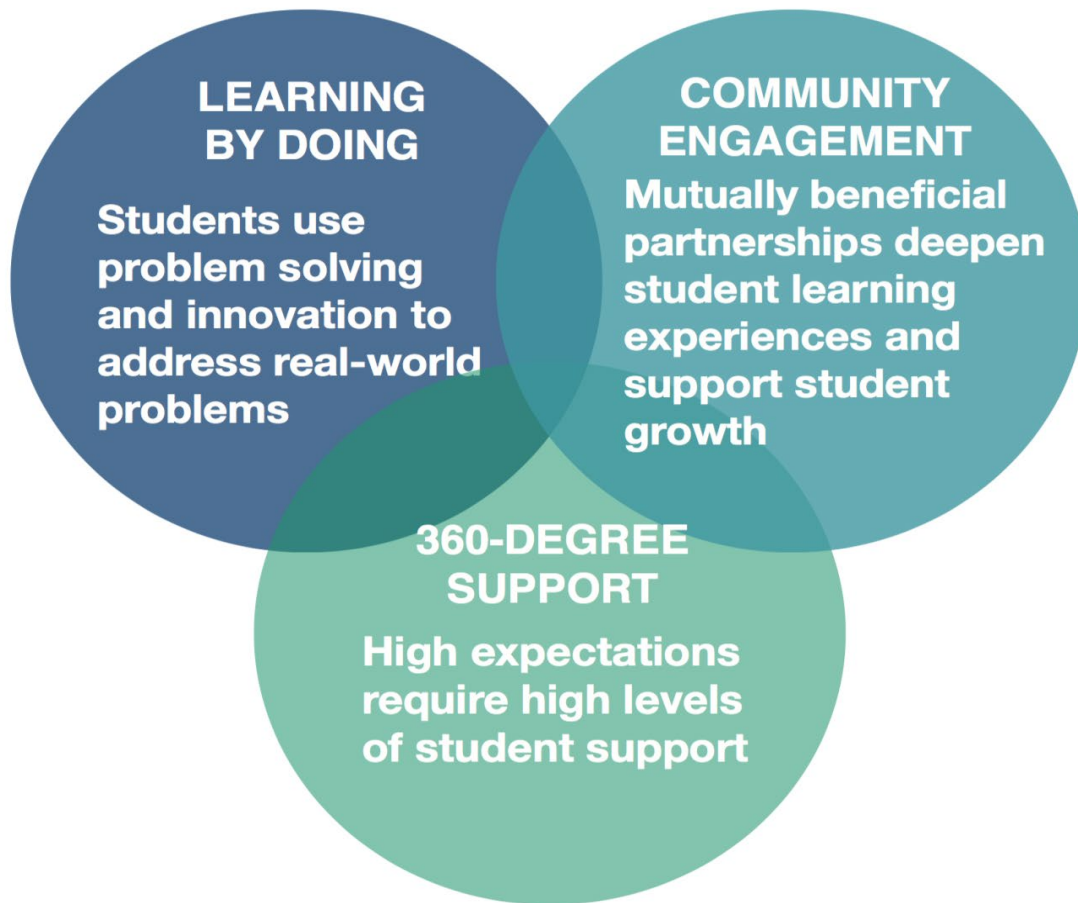 LEARNING
BY DOING
Students use
problem solving
and innovation to
address real-world
problems
COMMUNITY
ENGAGEMENT
Mutually beneficial
partnerships deepen
student learning
experiences and
support student
growth
360-DEGREE
SUPPORT
High expectations
require high levels
of student support